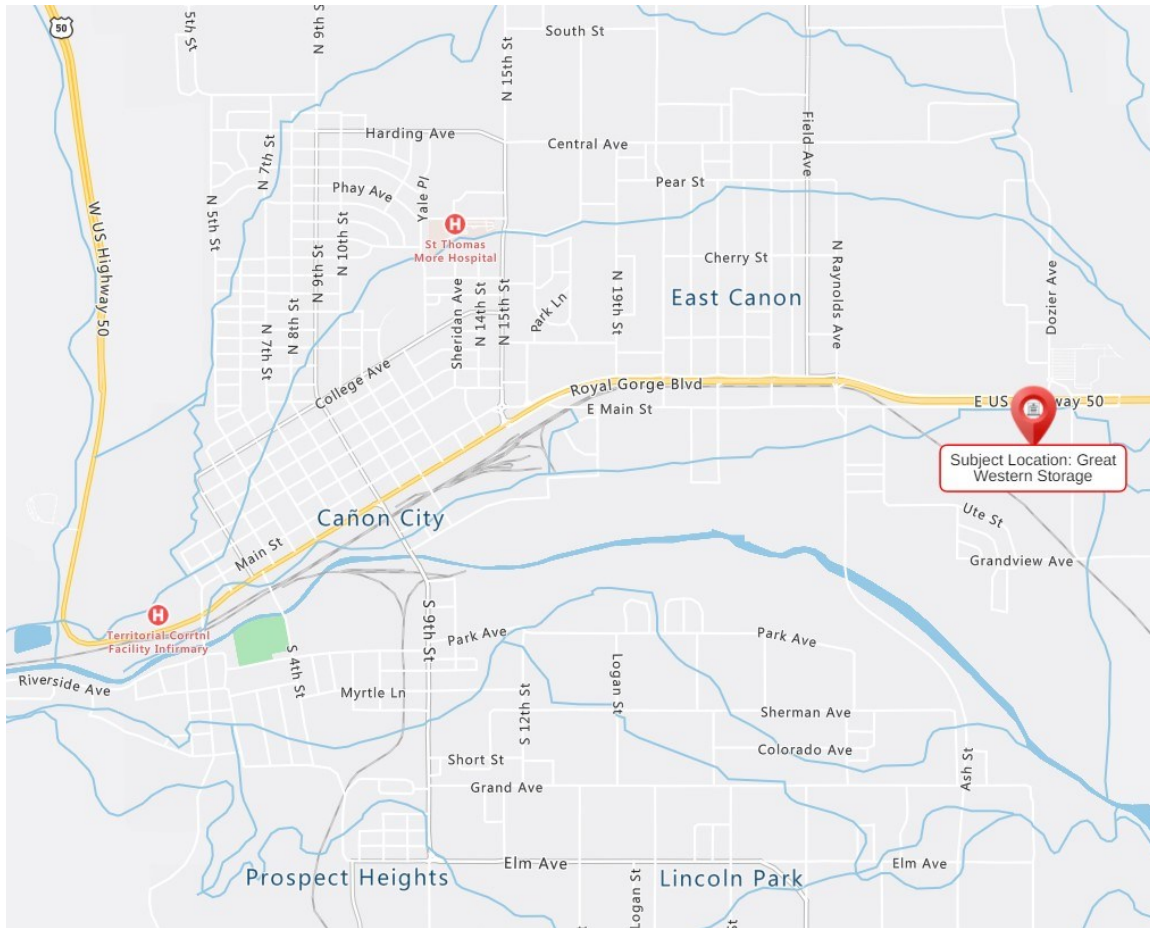 50
5th St
N 9th St
N 15th St
South St
Field Ave
Harding Ave
Central Ave
N 7th St
Phay Ave
Yale Pl
Pear St
N 5th St
N 10th St
St Thomas
More Hospital
W US Highway 50
N 9th St
N 8th St
Cherry St
N Raynolds Ave
Dozier Ave
East Canon
N 19th St
Park Ln
N 15th St
N 14th St
Sheridan Ave
N 7th St
College Ave
Royal Gorge Blvd
E Main St
E US
way 50
Subject Location: Great
Western Storage
Cañon City
Ute St
Main St
Grandview Ave
H
H
Territorial Corrtnl
Facility Infirmary
S 9th St
Park Ave
Park Ave
S 4th St
Logan St
Riverside Ave
Myrtle Ln
S 12th St
Sherman Ave
Colorado Ave
Short St
Ash St
Grand Ave
Elm Ave
Elm Ave
Prospect Heights
Lincoln Park
Logan St